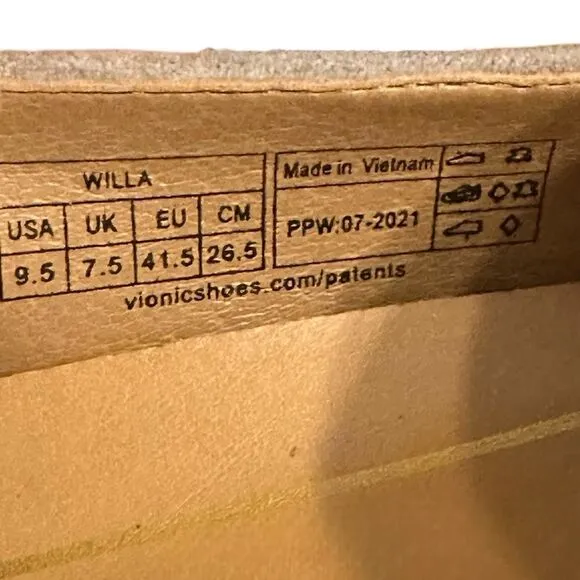 WILLA
USA UK EU CM
9.5 7.5 41.5 26.5
Made in Vietnam
PPW:07-2021
vionicshoes.com/patents